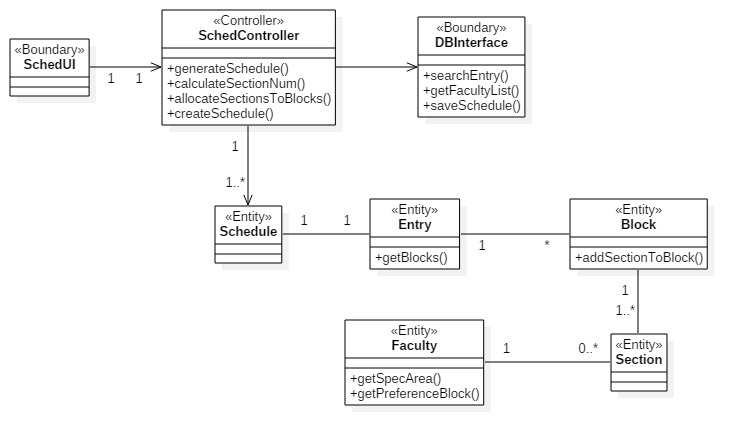 «Boundary»
SchedUI
1
1
«Controller»
SchedController
+generateSchedule()
+calculateSectionNum()
+allocateSectionsToBlocks()
+createSchedule()
«Boundary»
DBInterface
+searchEntry()
+getFacultyList()
+saveSchedule()
1
1..*
«Entity»
Schedule
1
1
«Entity»
Entry
+getBlocks()
1
*
«Entity»
Block
+addSectionToBlock()
1
1..*
«Entity»
Faculty
+getSpecArea()
+getPreferenceBlock()
1
0..*
«Entity»
Section